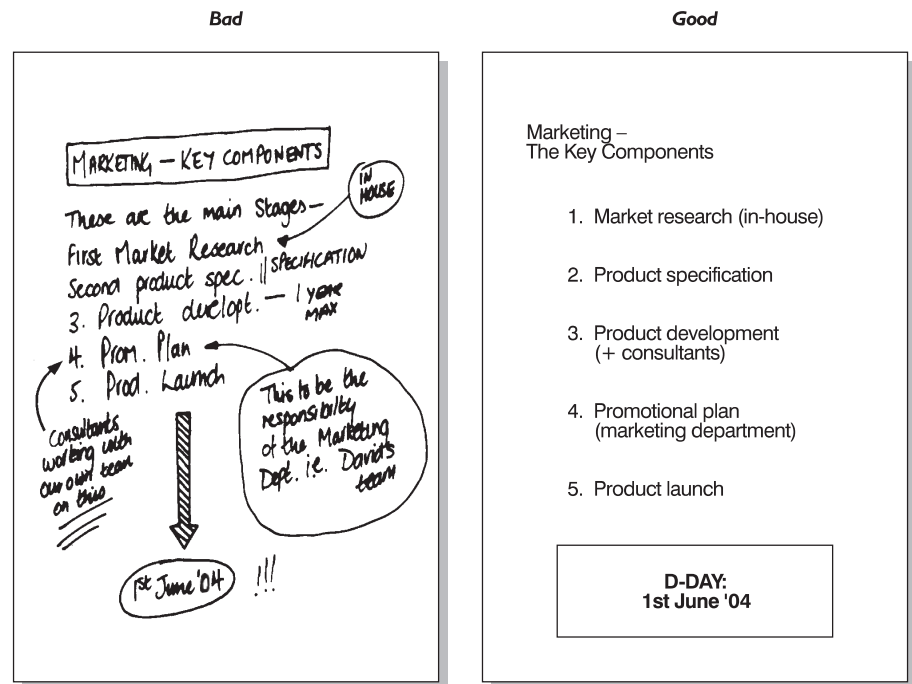 Bad
MARKETING – KEY COMPONENTS
IN
HOUSE
These are the main Stages –
First Market Research
Second product spec. || SPECIFICATION
3. Product developt. – 1 YEAR
MAX
4. Prom. Plan
5. Prod. Launch
Consultants
working with
our own team
on this
This to be the
responsibilty
of the Marketing
Dept. i.e. David's
team
1st June '04 !!!
Good
Marketing –
The Key Components
1. Market research (in-house)
2. Product specification
3. Product development
(+ consultants)
4. Promotional plan
(marketing department)
5. Product launch
D-DAY:
1st June '04